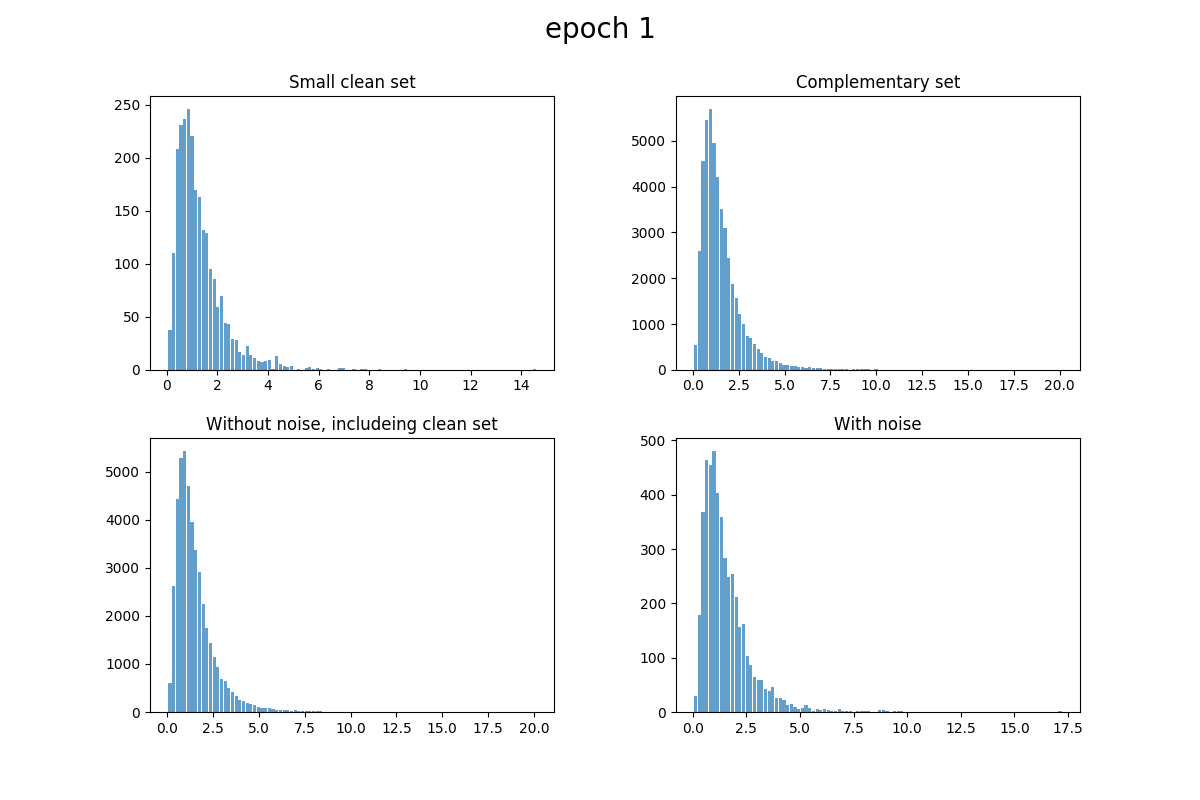 epoch 1
Small clean set
250
200
150
100
50
0
0 2 4 6 8 10 12 14
Complementary set
5000
4000
3000
2000
1000
0
0.0 2.5 5.0 7.5 10.0 12.5 15.0 17.5 20.0
Without noise, includeing clean set
5000
4000
3000
2000
1000
0
0.0 2.5 5.0 7.5 10.0 12.5 15.0 17.5 20.0
With noise
500
400
300
200
100
0
0.0 2.5 5.0 7.5 10.0 12.5 15.0 17.5